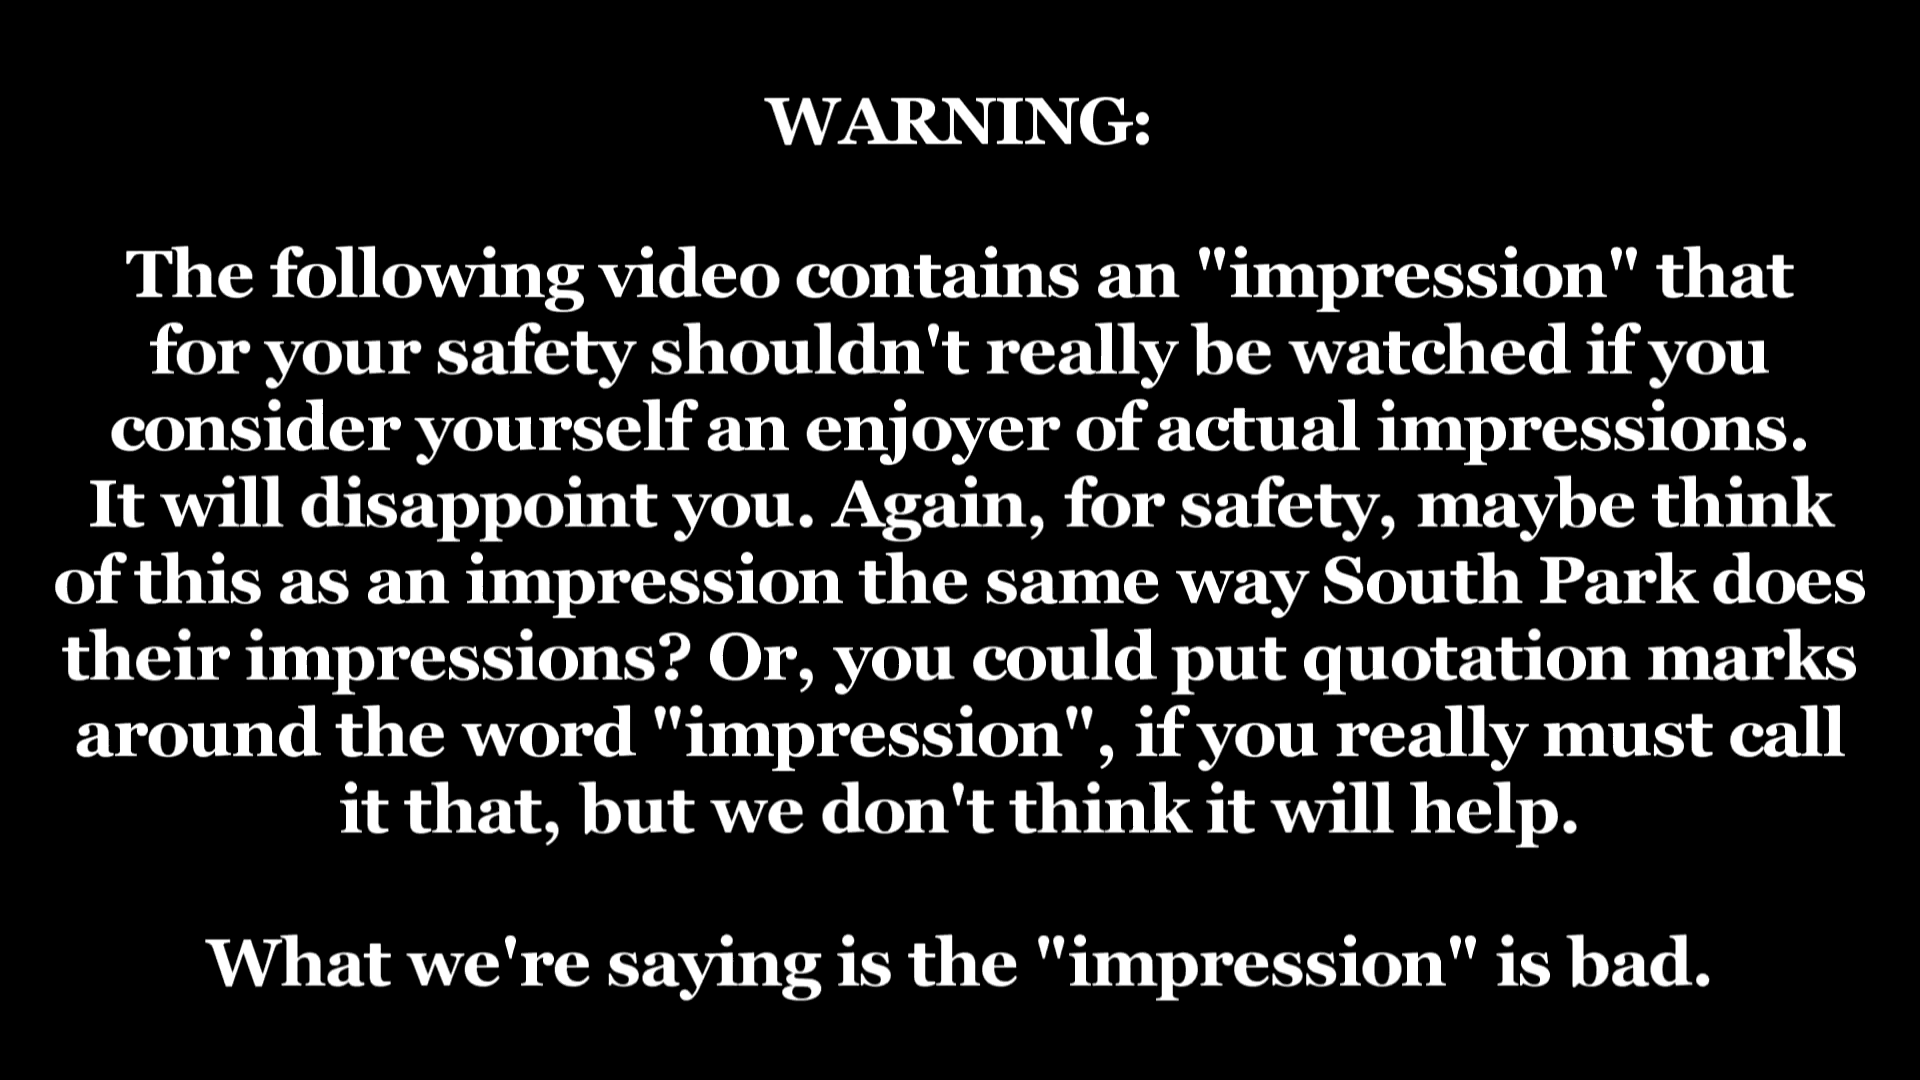 WARNING:
The following video contains an "impression" that
for your safety shouldn't really be watched if you
consider yourself an enjoyer of actual impressions.
It will disappoint you. Again, for safety, maybe think
of this as an impression the same way South Park does
their impressions? Or, you could put quotation marks
around the word "impression", if you really must call
it that, but we don't think it will help.
What we're saying is the "impression" is bad.